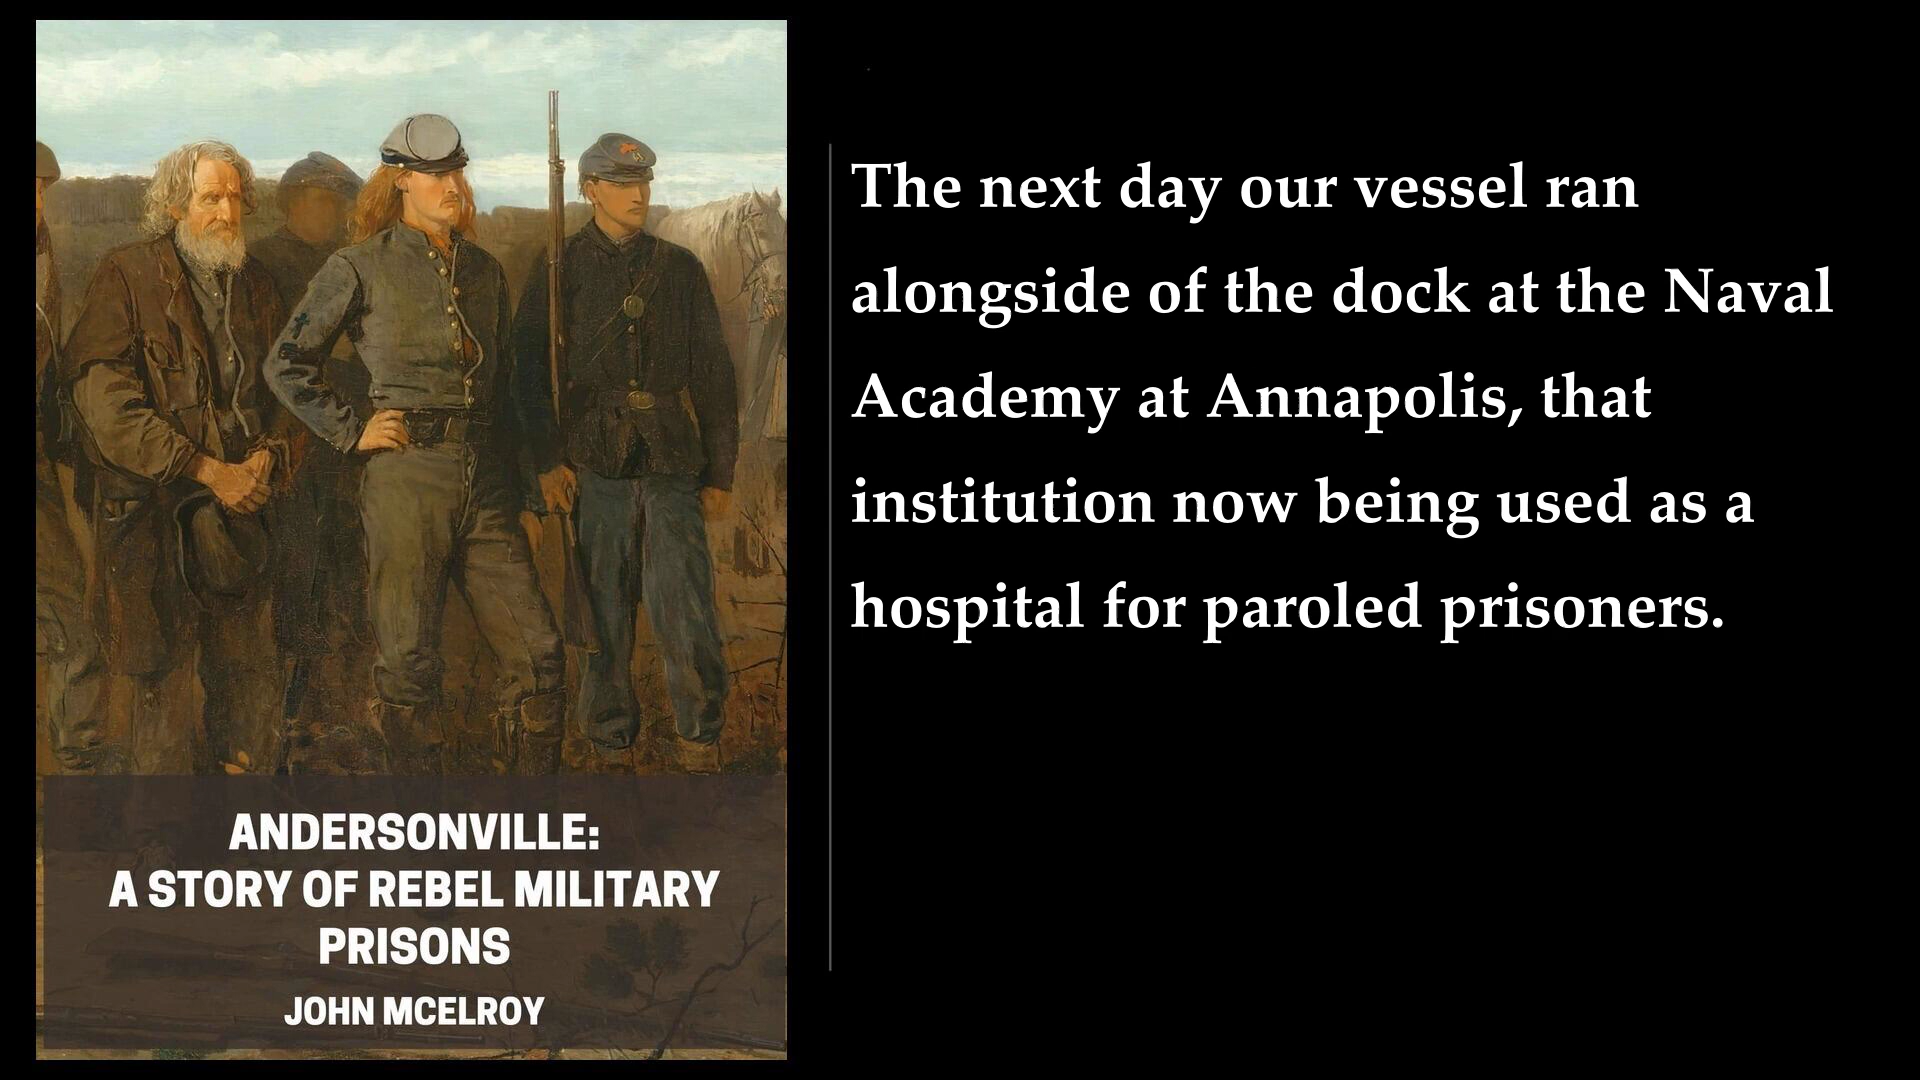 The next day our vessel ran
alongside of the dock at the Naval
Academy at Annapolis, that
institution now being used as a
hospital for paroled prisoners.
ANDERSONVILLE:
A STORY OF REBEL MILITARY
PRISONS
JOHN MCELROY